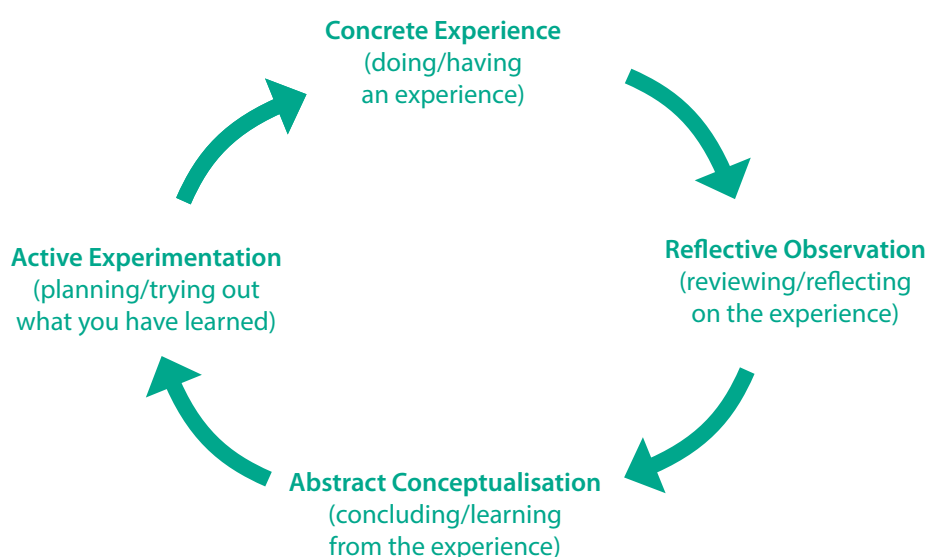 Concrete Experience
(doing/having
an experience)
Reflective Observation
(reviewing/reflecting
on the experience)
Abstract Conceptualisation
(concluding/learning
from the experience)
Active Experimentation
(planning/trying out
what you have learned)